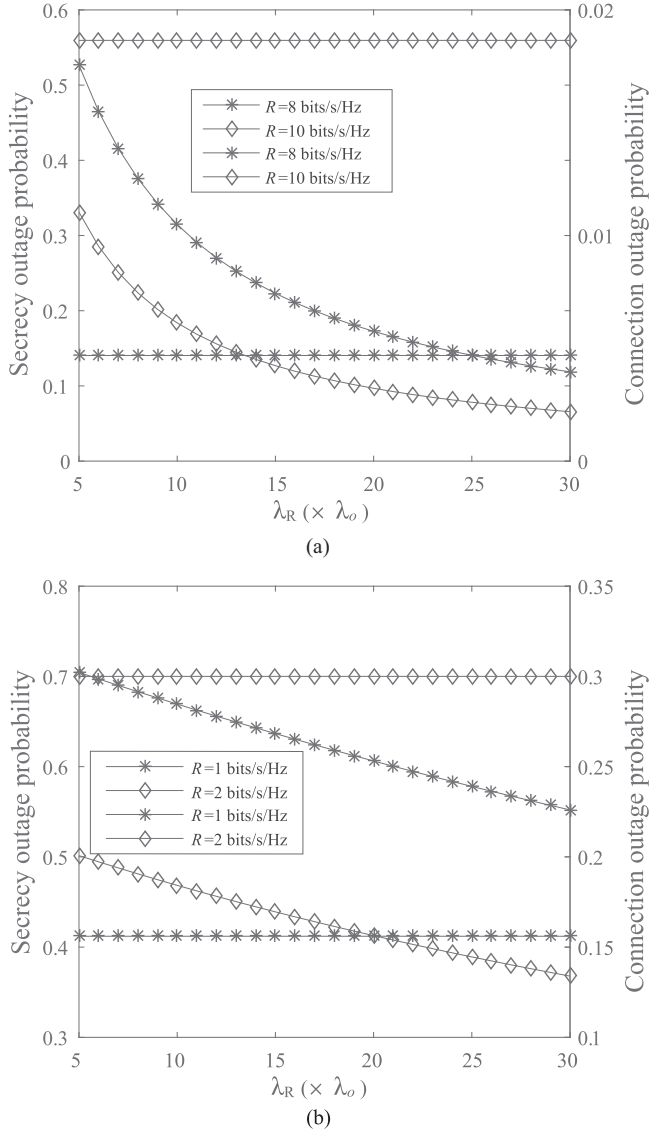 0.6
0.5
0.4
0.3
0.2
0.1
0
0.02
0.01
0
Secrecy outage probability
Connection outage probability
R=8 bits/s/Hz
R=10 bits/s/Hz
R=8 bits/s/Hz
R=10 bits/s/Hz
5 10 15 20 25 30
λR (× λo)
(a)
0.8
0.7
0.6
0.5
0.4
0.3
0.35
0.3
0.25
0.2
0.15
0.1
Secrecy outage probability
Connection outage probability
R=1 bits/s/Hz
R=2 bits/s/Hz
R=1 bits/s/Hz
R=2 bits/s/Hz
5 10 15 20 25 30
λR (× λo)
(b)